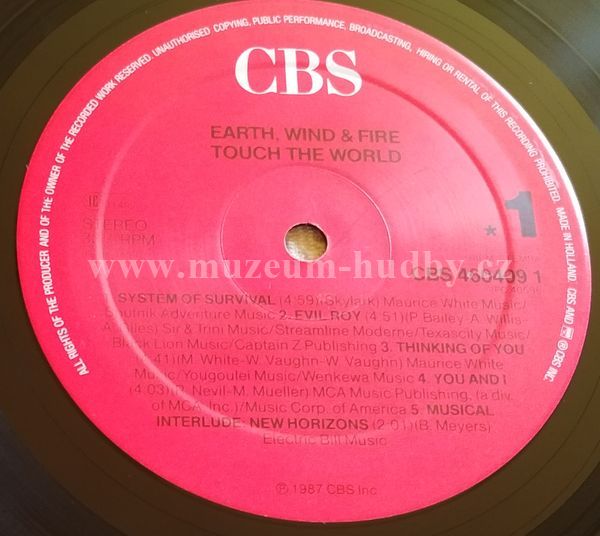 ALL RIGHTS OF THE PRODUCER AND OF THE OWNER OF THE RECORDED WORK RESERVED. UNAUTHORISED COPYING, PUBLIC PERFORMANCE, BROADCASTING, HIRING OR RENTAL OF THIS RECORDING PROHIBITED. MADE IN HOLLAND. CBS AND ARE ® CBS INC.
CBS
EARTH, WIND & FIRE
TOUCH THE WORLD
STEREO
RPM
* 1
www.muzeum-hudby.cz
CBS 460409 1
SYSTEM OF SURVIVAL (4:59)(Skylark) Maurice White Music/
Sputnik Adventure Music 2. EVIL ROY (4:51)(P. Bailey-A. Willis-
Sir & Trini Music/Streamline Moderne/Texascity Music/
Black Lion Music/Captain Z Publishing 3. THINKING OF YOU
41)(M. White-W. Vaughn-W. Vaughn) Maurice White
Music/Yougoulei Music/Wenkewa Music 4. YOU AND I
(4:03)(R. Nevil-M. Mueller) MCA Music Publishing, (a div.
of MCA, Inc.)/Music Corp. of America 5. MUSICAL
INTERLUDE: NEW HORIZONS (2:01)(B. Meyers)
Electric Bill Music
℗ 1987 CBS Inc